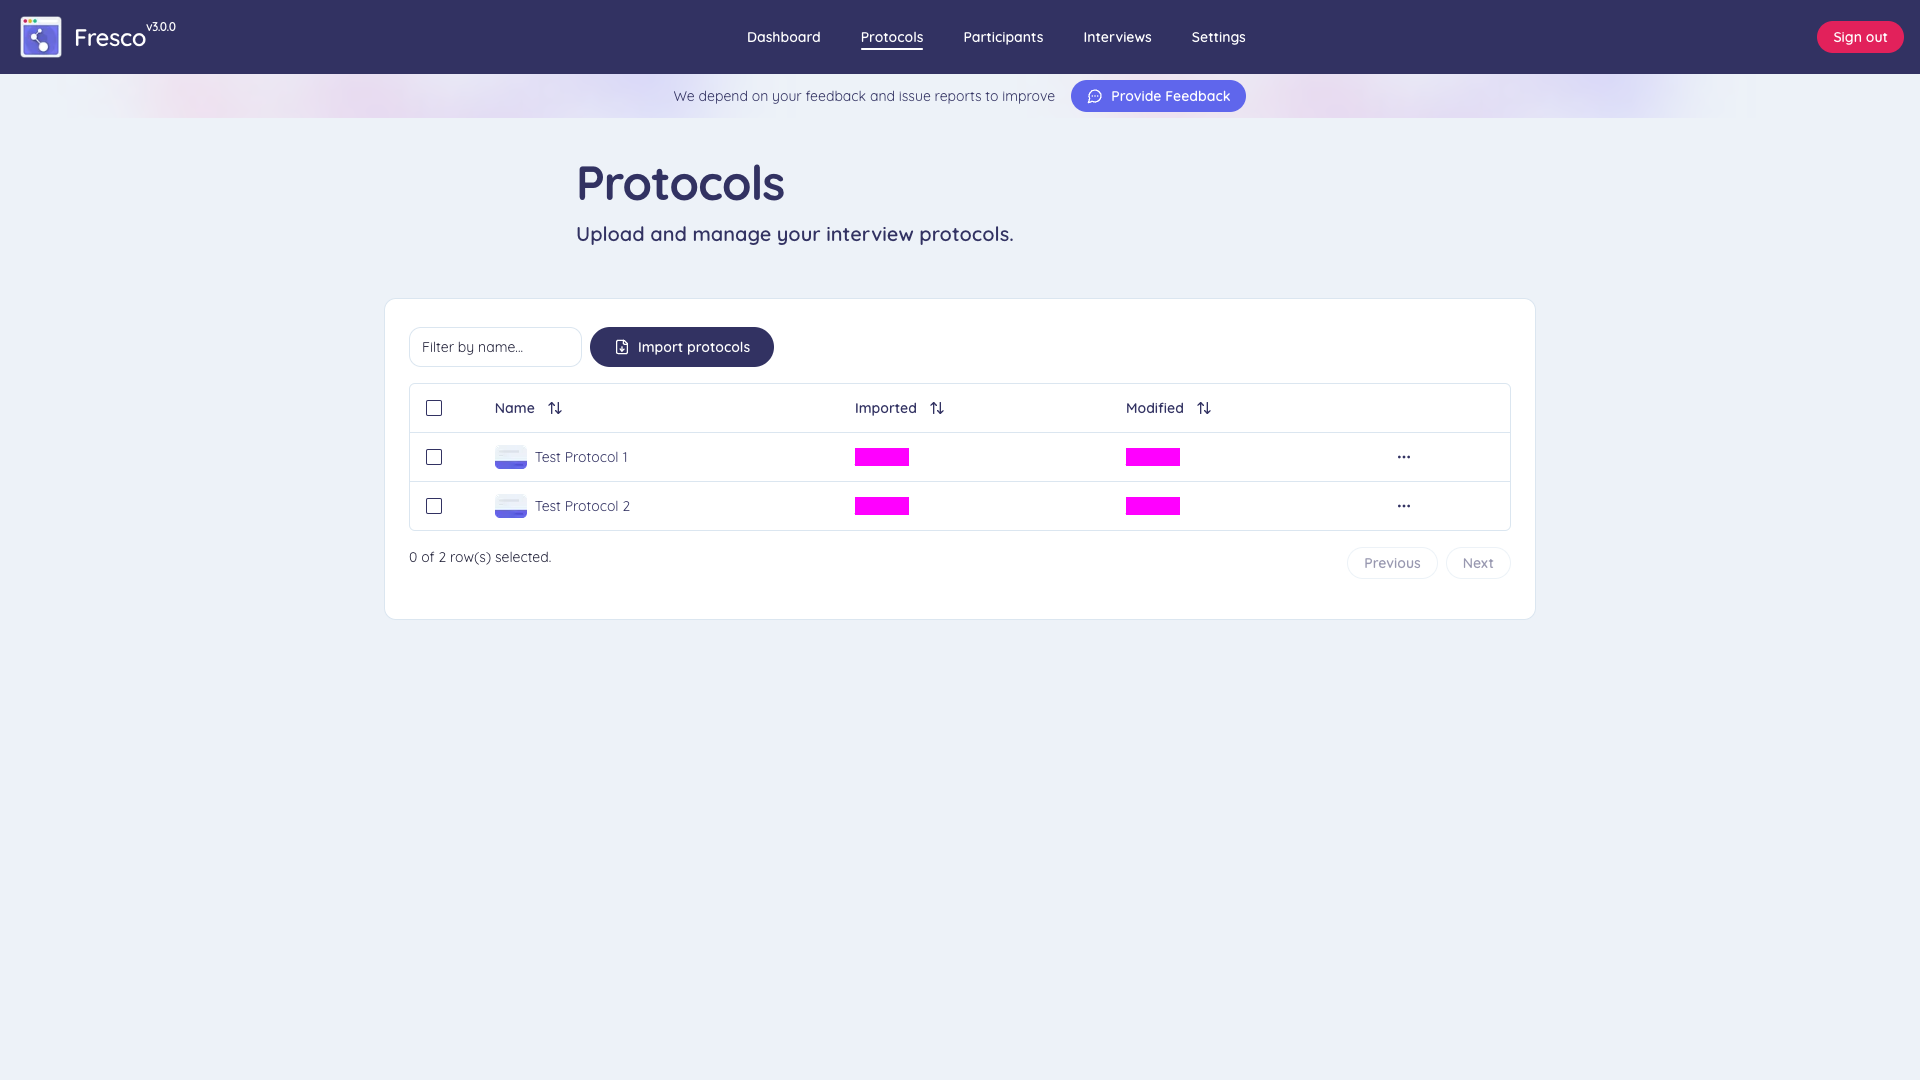 Fresco v3.0.0
Dashboard Protocols Participants Interviews Settings
Sign out
We depend on your feedback and issue reports to improve
Provide Feedback
Protocols
Upload and manage your interview protocols.
Filter by name...
Import protocols
Name Imported Modified
Test Protocol 1
Test Protocol 2
0 of 2 row(s) selected.
Previous Next